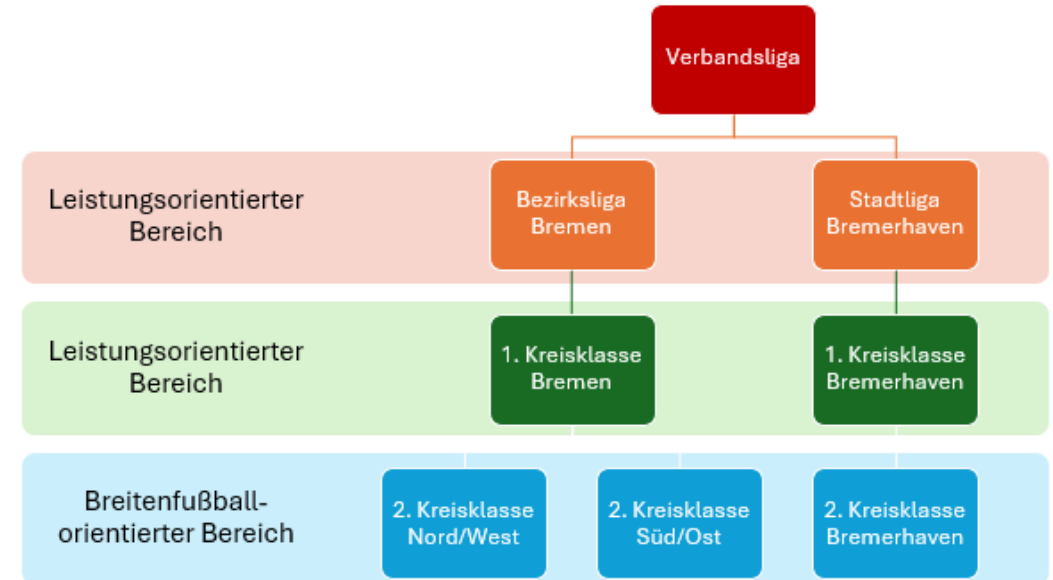 Verbandsliga
Leistungsorientierter
Bereich
Bezirksliga
Bremen
Stadtliga
Bremerhaven
Leistungsorientierter
Bereich
1. Kreisklasse
Bremen
1. Kreisklasse
Bremerhaven
Breitenfußball-
orientierter Bereich
2. Kreisklasse
Nord/West
2. Kreisklasse
Süd/Ost
2. Kreisklasse
Bremerhaven